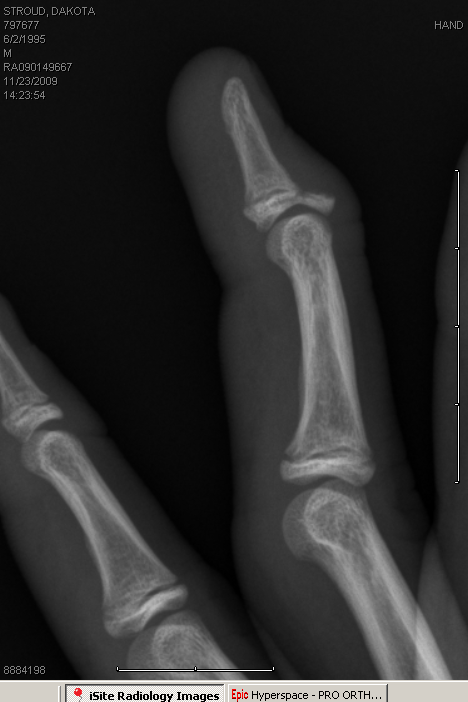 STROUD, DAKOTA
797677
6/2/1995
M
RA090149667
11/23/2009
14:23:54
HAND
8884198
iSite Radiology Images
Epic Hyperspace - PRO ORTH...